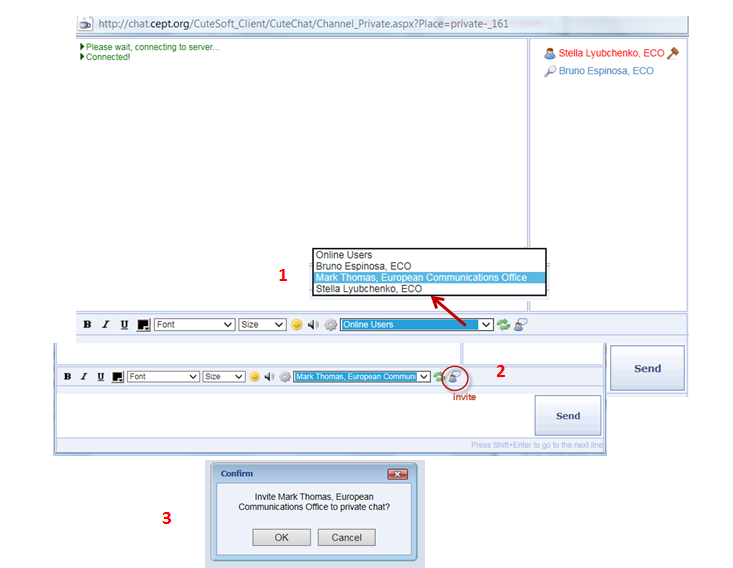 http://chat.cept.org/CuteSoft_Client/CuteChat/Channel_Private.aspx?Place=private-_161
Please wait, connecting to server...
Connected!
Stella Lyubchenko, ECO
Bruno Espinosa, ECO
1
Online Users
Bruno Espinosa, ECO
Mark Thomas, European Communications Office
Stella Lyubchenko, ECO
B I U Font Size Online Users
Send
B I U Font Size Mark Thomas, European Communi
2
Invite
Send
Press Shift+Enter to go to the next line
3
Confirm
Invite Mark Thomas, European
Communications Office to private chat?
OK Cancel